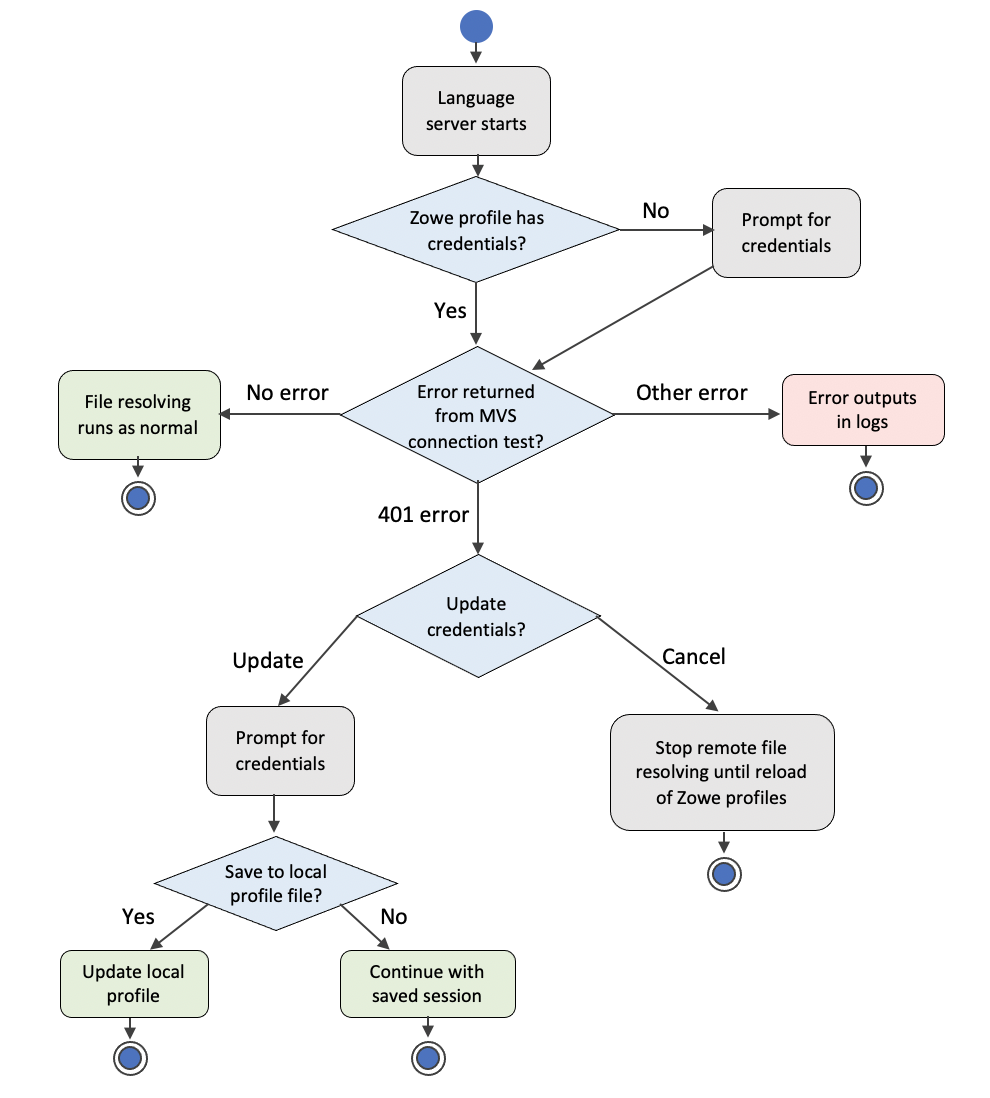 Language
server starts
Zowe profile has
credentials?
No
Prompt for
credentials
Yes
Error returned
from MVS
connection test?
No error
File resolving
runs as normal
Other error
Error outputs
in logs
401 error
Update
credentials?
Update
Cancel
Prompt for
credentials
Stop remote file
resolving until reload
of Zowe profiles
Save to local
profile file?
Yes
No
Update local
profile
Continue with
saved session